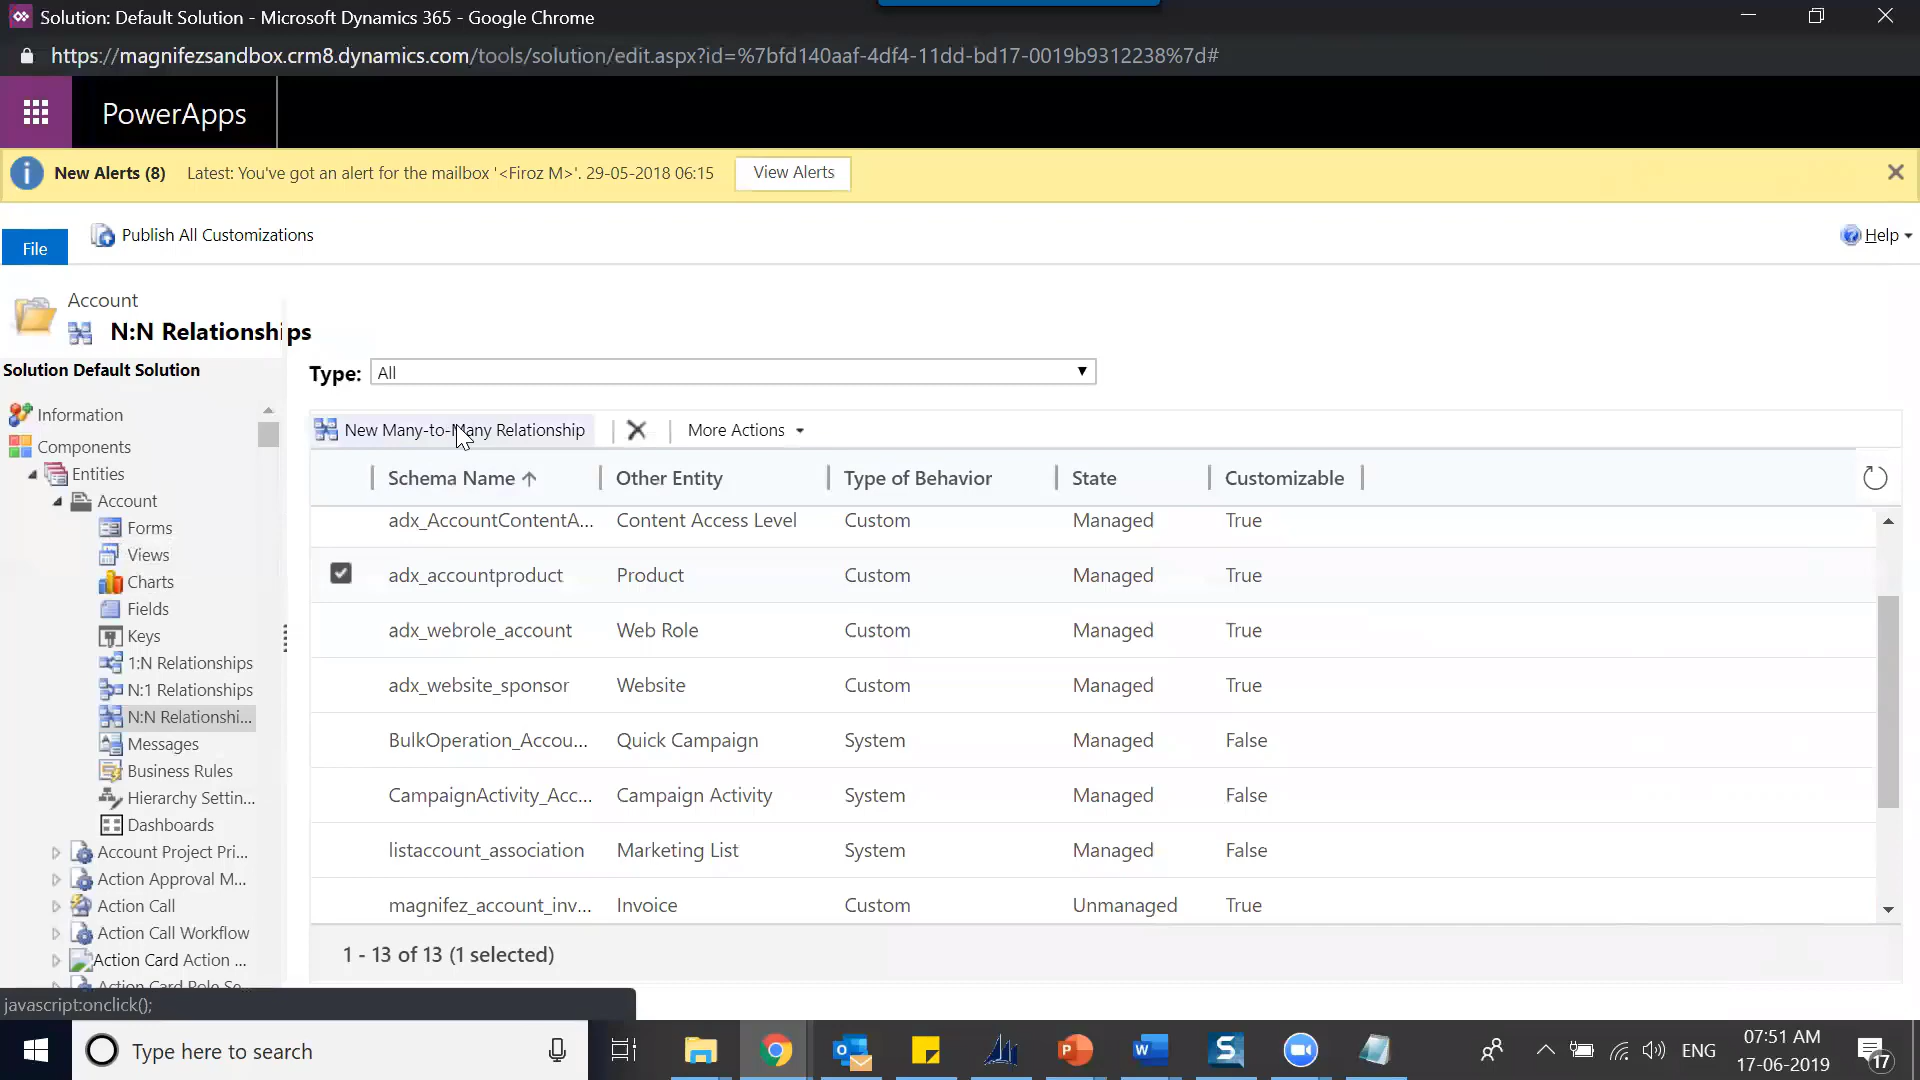 Solution: Default Solution - Microsoft Dynamics 365 - Google Chrome
https://magnifezsandbox.crm8.dynamics.com/tools/solution/edit.aspx?id=%7bfd140aaf-4df4-11dd-bd17-0019b9312238%7d#
PowerApps
New Alerts (8) Latest: You've got an alert for the mailbox '<Firoz M>'. 29-05-2018 06:15 View Alerts
File Publish All Customizations Help
Account
N:N Relationships
Solution Default Solution
Information
Components
Entities
Account
Forms
Views
Charts
Fields
Keys
1:N Relationships
N:1 Relationships
N:N Relationshi...
Messages
Business Rules
Hierarchy Settin...
Dashboards
Account Project Pri...
Action Approval M...
Action Call
Action Call Workflow
Action Card Action ...
Action Card Role Se...
Type: All
New Many-to-Many Relationship More Actions
Schema Name Other Entity Type of Behavior State Customizable
adx_AccountContentA... Content Access Level Custom Managed True
adx_accountproduct Product Custom Managed True
adx_webrole_account Web Role Custom Managed True
adx_website_sponsor Website Custom Managed True
BulkOperation_Accou... Quick Campaign System Managed False
CampaignActivity_Acc... Campaign Activity System Managed False
listaccount_association Marketing List System Managed False
magnifez_account_inv... Invoice Custom Unmanaged True
1 - 13 of 13 (1 selected)
javascript:onclick();
Type here to search
ENG
07:51 AM
17-06-2019
17